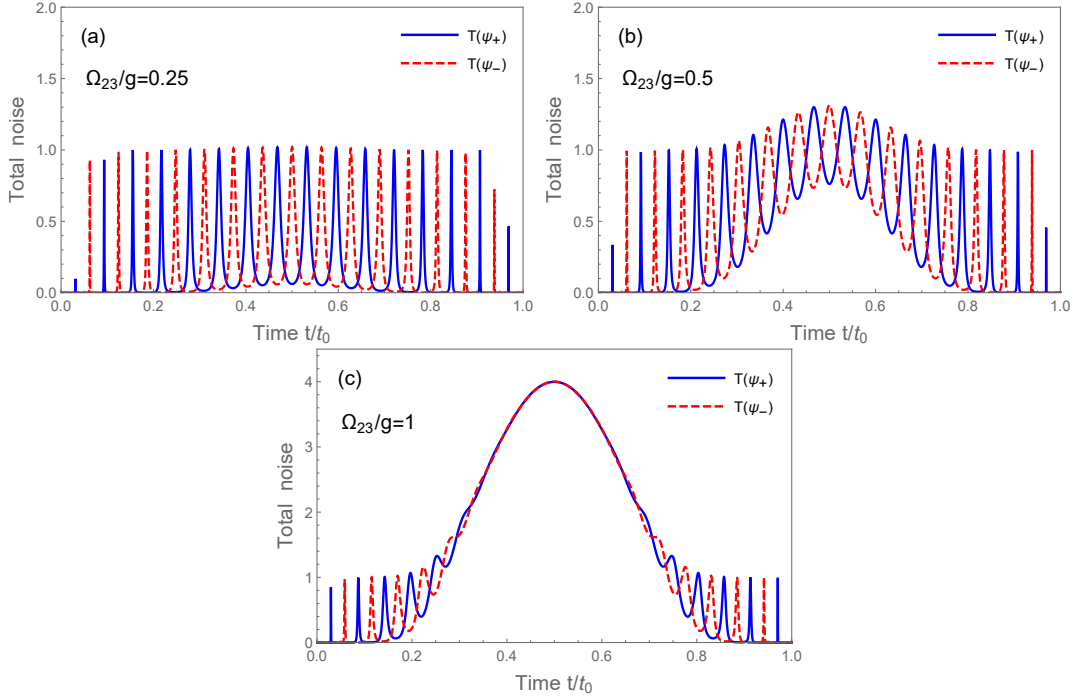 (a)
Ω23/g=0.25
T(ψ+)
T(ψ−)
Total noise
2.0
1.5
1.0
0.5
0.0
0.0 0.2 0.4 0.6 0.8 1.0
Time t/t0
(b)
Ω23/g=0.5
T(ψ+)
T(ψ−)
Total noise
2.0
1.5
1.0
0.5
0.0
0.0 0.2 0.4 0.6 0.8 1.0
Time t/t0
(c)
Ω23/g=1
T(ψ+)
T(ψ−)
Total noise
4
3
2
1
0
0.0 0.2 0.4 0.6 0.8 1.0
Time t/t0